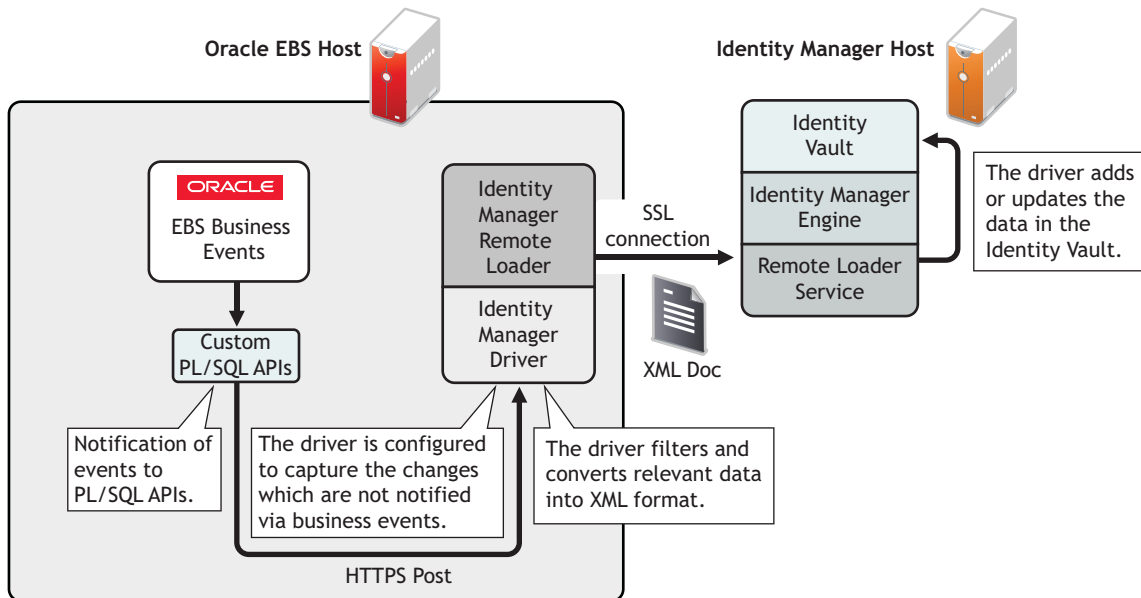 Oracle EBS Host
Identity Manager Host
ORACLE
EBS Business
Events
Custom
PL/SQL APIs
Notification of
events to
PL/SQL APIs.
Identity
Manager
Remote
Loader
Identity
Manager
Driver
The driver is configured
to capture the changes
which are not notified
via business events.
The driver filters and
converts relevant data
into XML format.
HTTPS Post
SSL
connection
XML Doc
Identity
Vault
Identity Manager
Engine
Remote Loader
Service
The driver adds
or updates the
data in the
Identity Vault.